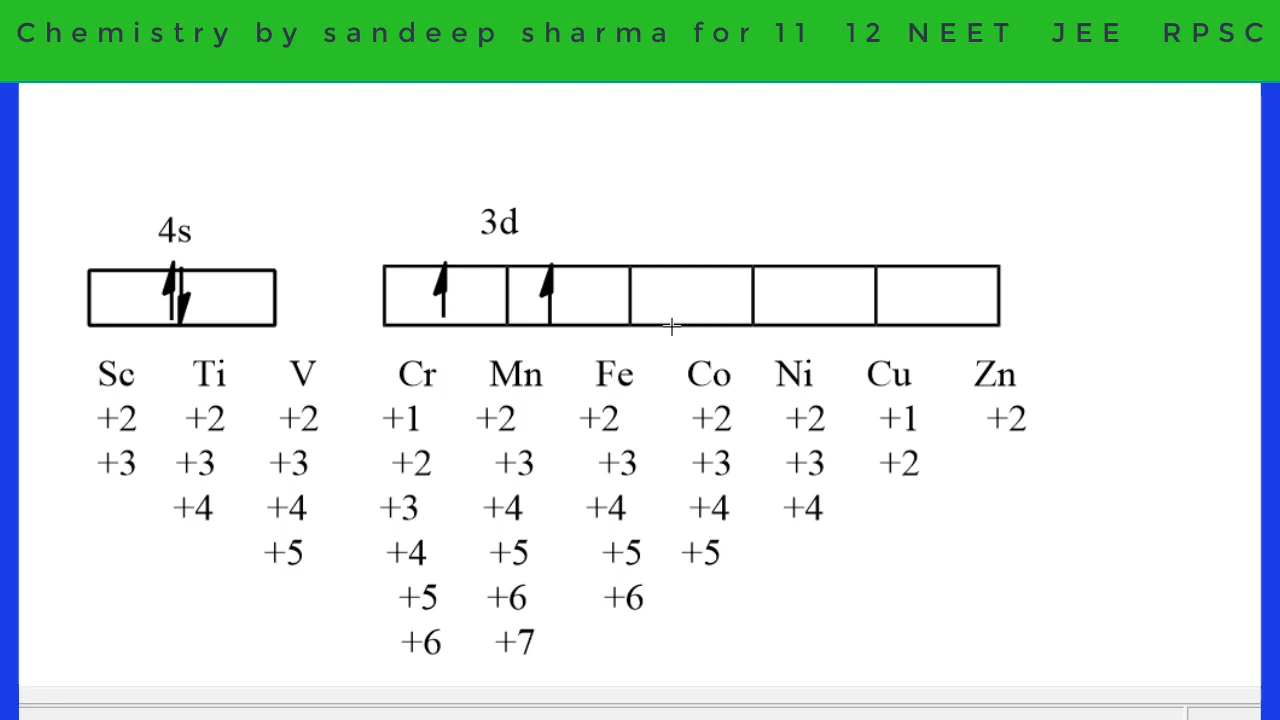 Chemistry by sandeep sharma for 11 12 NEET JEE RPSC
4s 3d
Sc Ti V Cr Mn Fe Co Ni Cu Zn
+2 +2 +2 +1 +2 +2 +2 +2 +1 +2
+3 +3 +3 +2 +3 +3 +3 +3 +2
+4 +4 +3 +4 +4 +4 +4
+5 +4 +5 +5 +5
+5 +6 +6
+6 +7